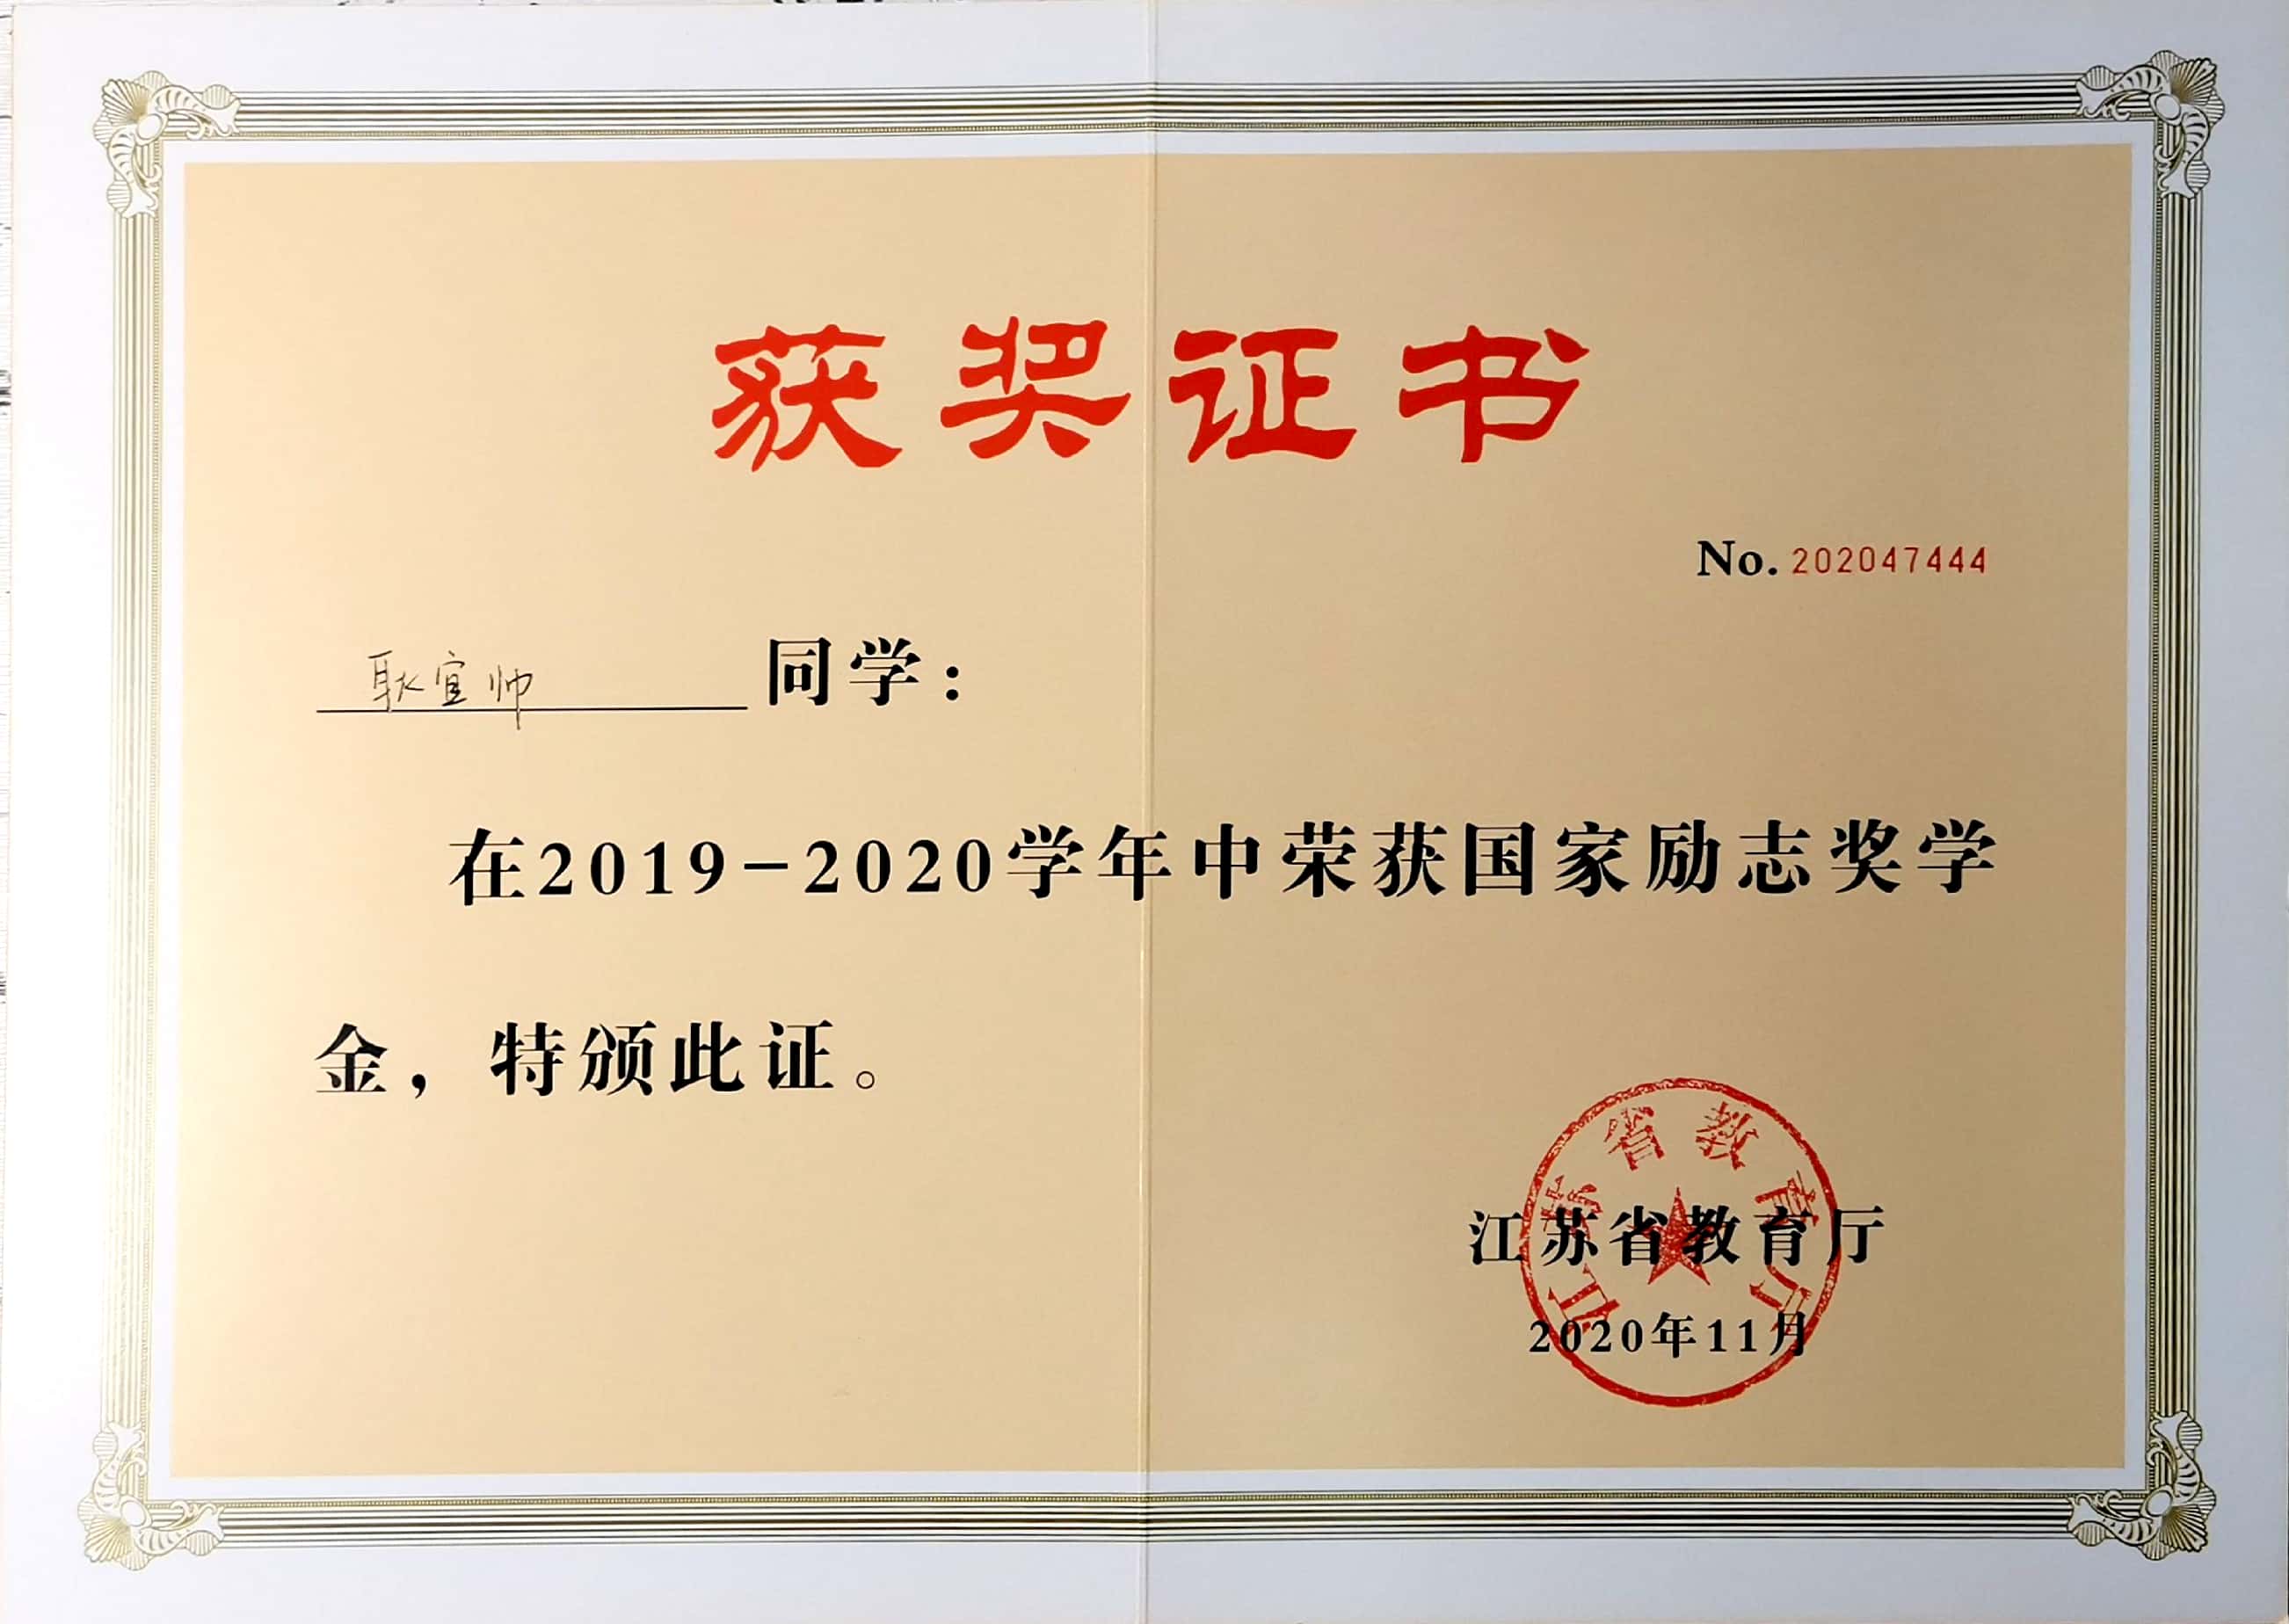 获奖证书
No. 202047444
耿宜帅 同学：
在2019-2020学年中荣获国家励志奖学
金，特颁此证。
江苏省教育厅
江苏省教育厅
2020年11月